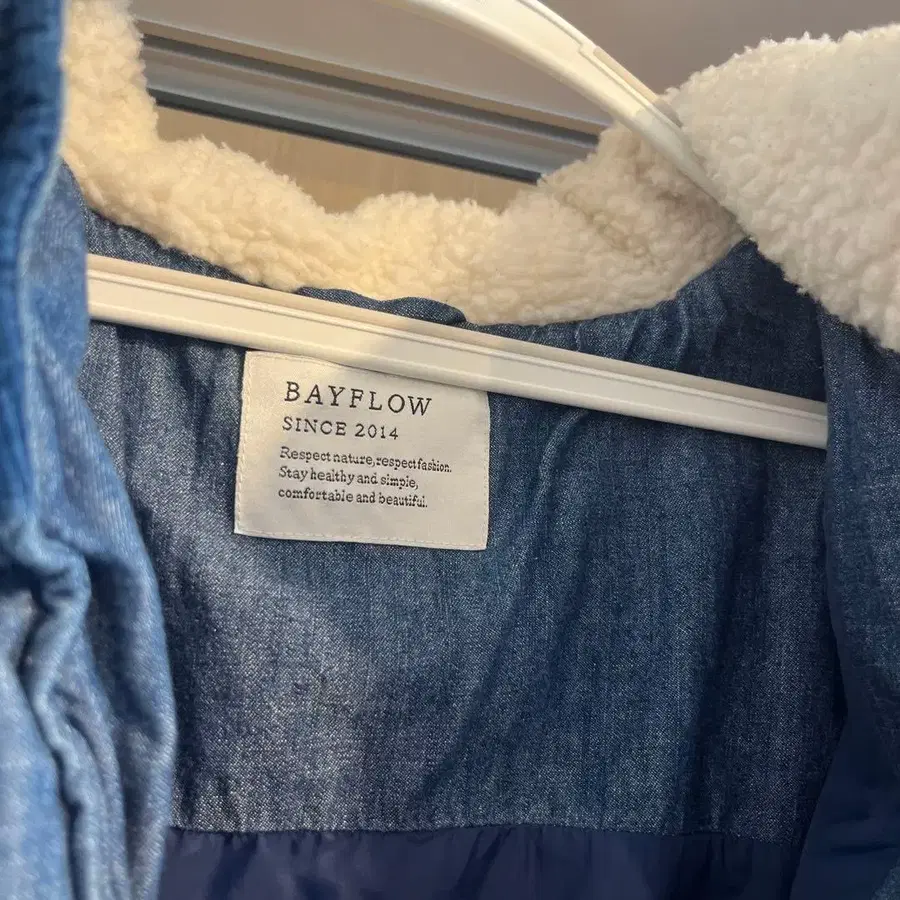 BAYFLOW
SINCE 2014
Respect nature, respect fashion.
Stay healthy and simple,
comfortable and beautiful.